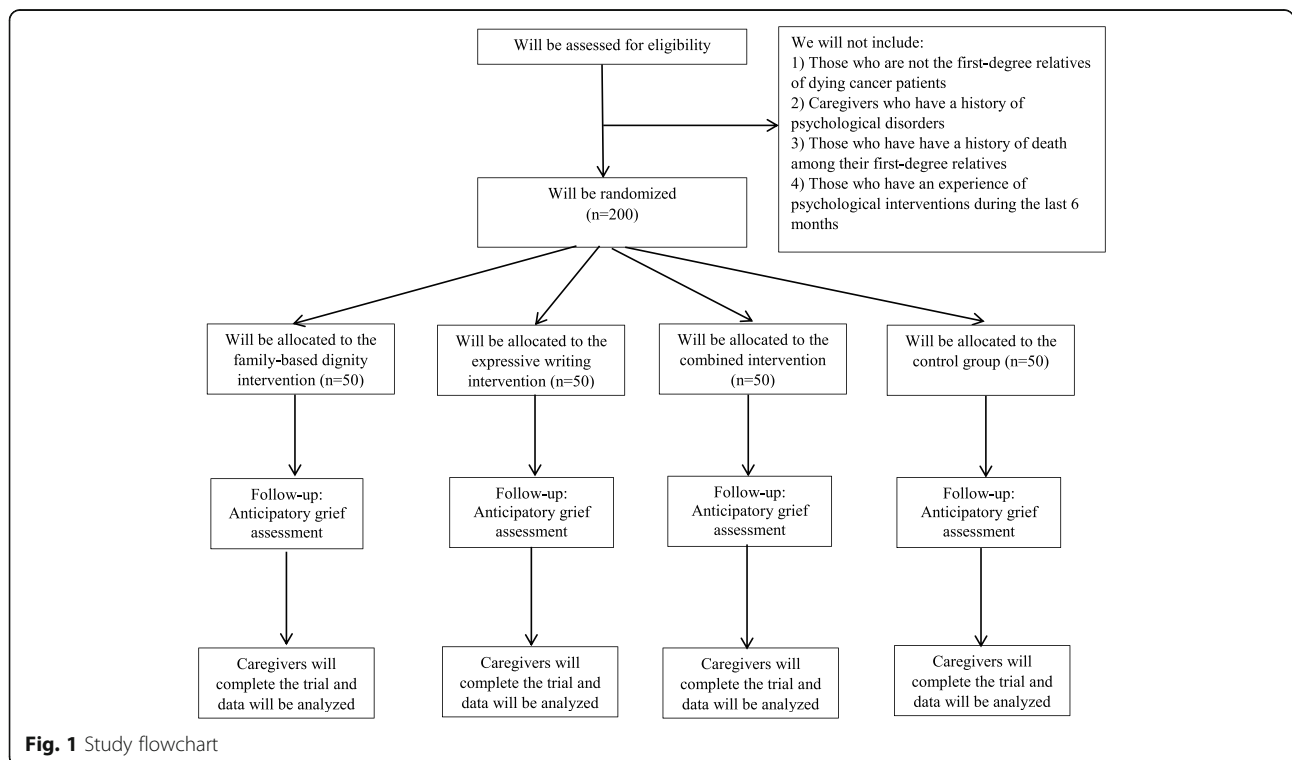 Will be assessed for eligibility
We will not include:
1) Those who are not the first-degree relatives
of dying cancer patients
2) Caregivers who have a history of
psychological disorders
3) Those who have have a history of death
among their first-degree relatives
4) Those who have an experience of
psychological interventions during the last 6
months
Will be randomized
(n=200)
Will be allocated to the
family-based dignity
intervention (n=50)
Will be allocated to the
expressive writing
intervention (n=50)
Will be allocated to the
combined intervention
(n=50)
Will be allocated to the
control group (n=50)
Follow-up:
Anticipatory grief
assessment
Follow-up:
Anticipatory grief
assessment
Follow-up:
Anticipatory grief
assessment
Follow-up:
Anticipatory grief
assessment
Caregivers will
complete the trial and
data will be analyzed
Caregivers will
complete the trial and
data will be analyzed
Caregivers will
complete the trial and
data will be analyzed
Caregivers will
complete the trial and
data will be analyzed
Fig. 1 Study flowchart